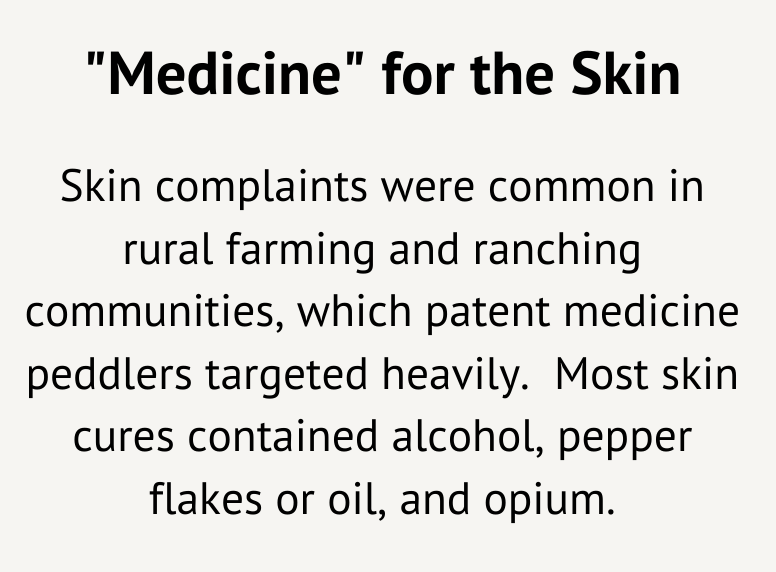 "Medicine" for the Skin
Skin complaints were common in
rural farming and ranching
communities, which patent medicine
peddlers targeted heavily.  Most skin
cures contained alcohol, pepper
flakes or oil, and opium.